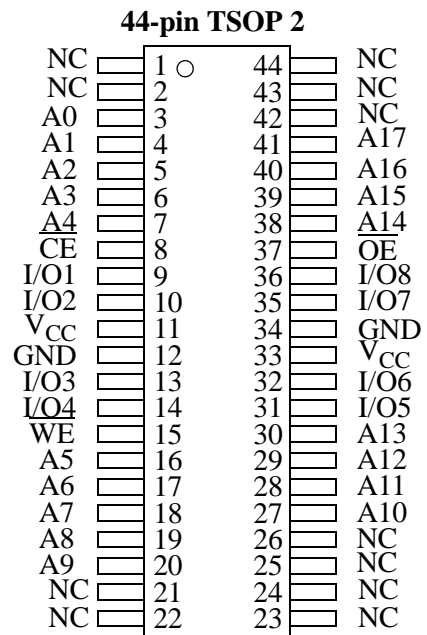 44-pin TSOP 2
NC 1 44 NC
NC 2 43 NC
A0 3 42 NC
A1 4 41 A17
A2 5 40 A16
A3 6 39 A15
A4 7 38 A14
C̅E̅ 8 37 O̅E̅
I/O1 9 36 I/O8
I/O2 10 35 I/O7
VCC 11 34 GND
GND 12 33 VCC
I/O3 13 32 I/O6
I/O4 14 31 I/O5
W̅E̅ 15 30 A13
A5 16 29 A12
A6 17 28 A11
A7 18 27 A10
A8 19 26 NC
A9 20 25 NC
NC 21 24 NC
NC 22 23 NC